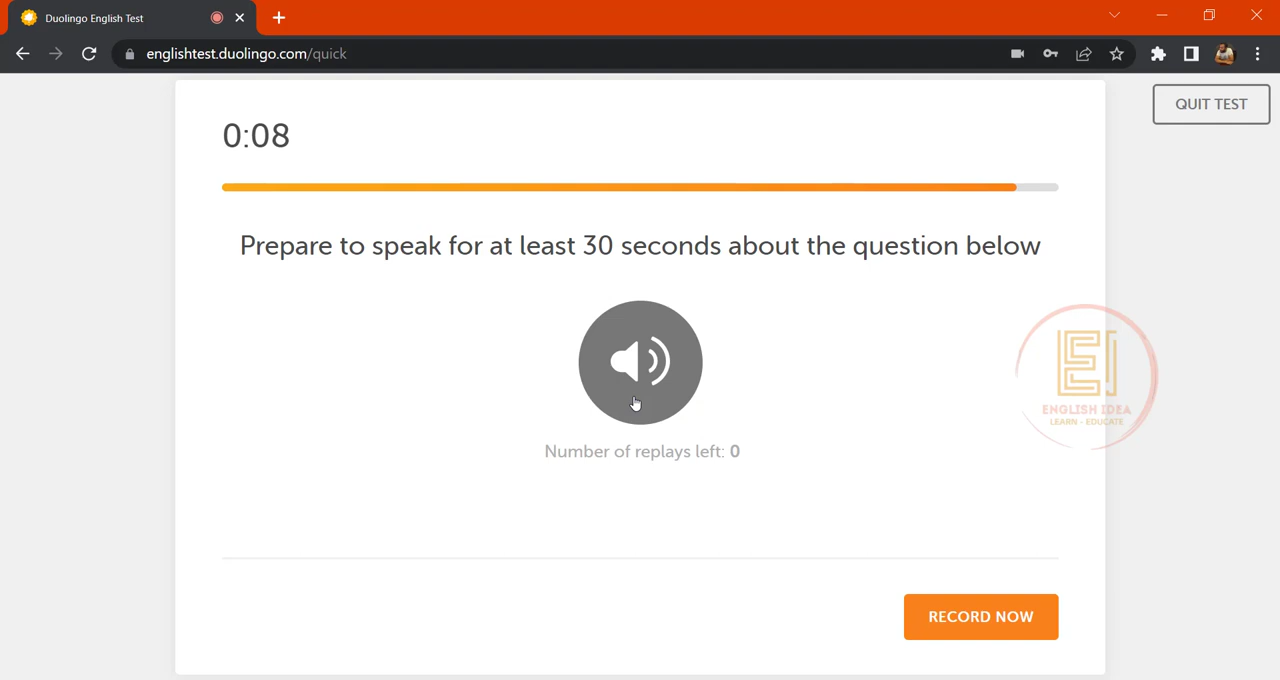 Duolingo English Test
englishtest.duolingo.com/quick
QUIT TEST
0:08
Prepare to speak for at least 30 seconds about the question below
Number of replays left: 0
EI
ENGLISH IDEA
LEARN - EDUCATE
RECORD NOW